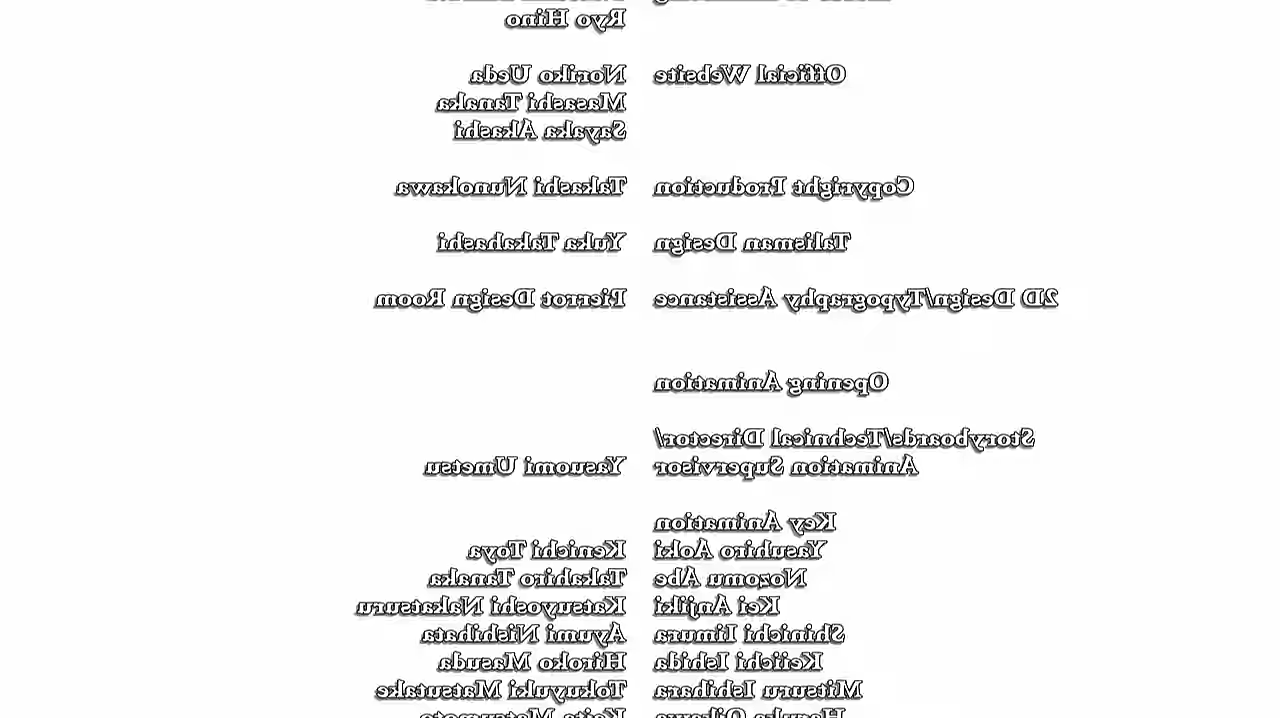 Ryo Hino
Official Website Noriko Ueda
Masashi Tanaka
Sayaka Akashi
Copyright Production Takashi Nunokawa
Talisman Design Yuka Takahashi
2D Design/Typography Assistance Pierrot Design Room
Opening Animation
Storyboards/Technical Director/
Animation Supervisor Yasuomi Umetsu
Key Animation
Yasuhiro Aoki Kenichi Toya
Nozomu Abe Takahiro Tanaka
Kei Anjiki Katsuyoshi Nakatsuru
Shinichi Iimura Ayumi Nishibata
Keiichi Ishida Hiroko Masuda
Mitsuru Ishihara Tokuyuki Matsutake